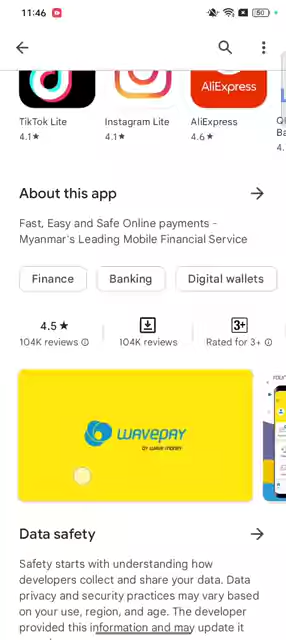 11:46
50
AliExpress
TikTok Lite
Instagram Lite
AliExpress
4.1★
4.1★
4.6★
4.
About this app
Fast, Easy and Safe Online payments -
Myanmar's Leading Mobile Financial Service
Finance
Banking
Digital wallets
4.5 ★
3+
104K reviews
104K reviews
Rated for 3+
wavepay
BY WAVE MONEY
Data safety
Safety starts with understanding how
developers collect and share your data. Data
privacy and security practices may vary
based on your use, region, and age. The developer
provided this information and may update it